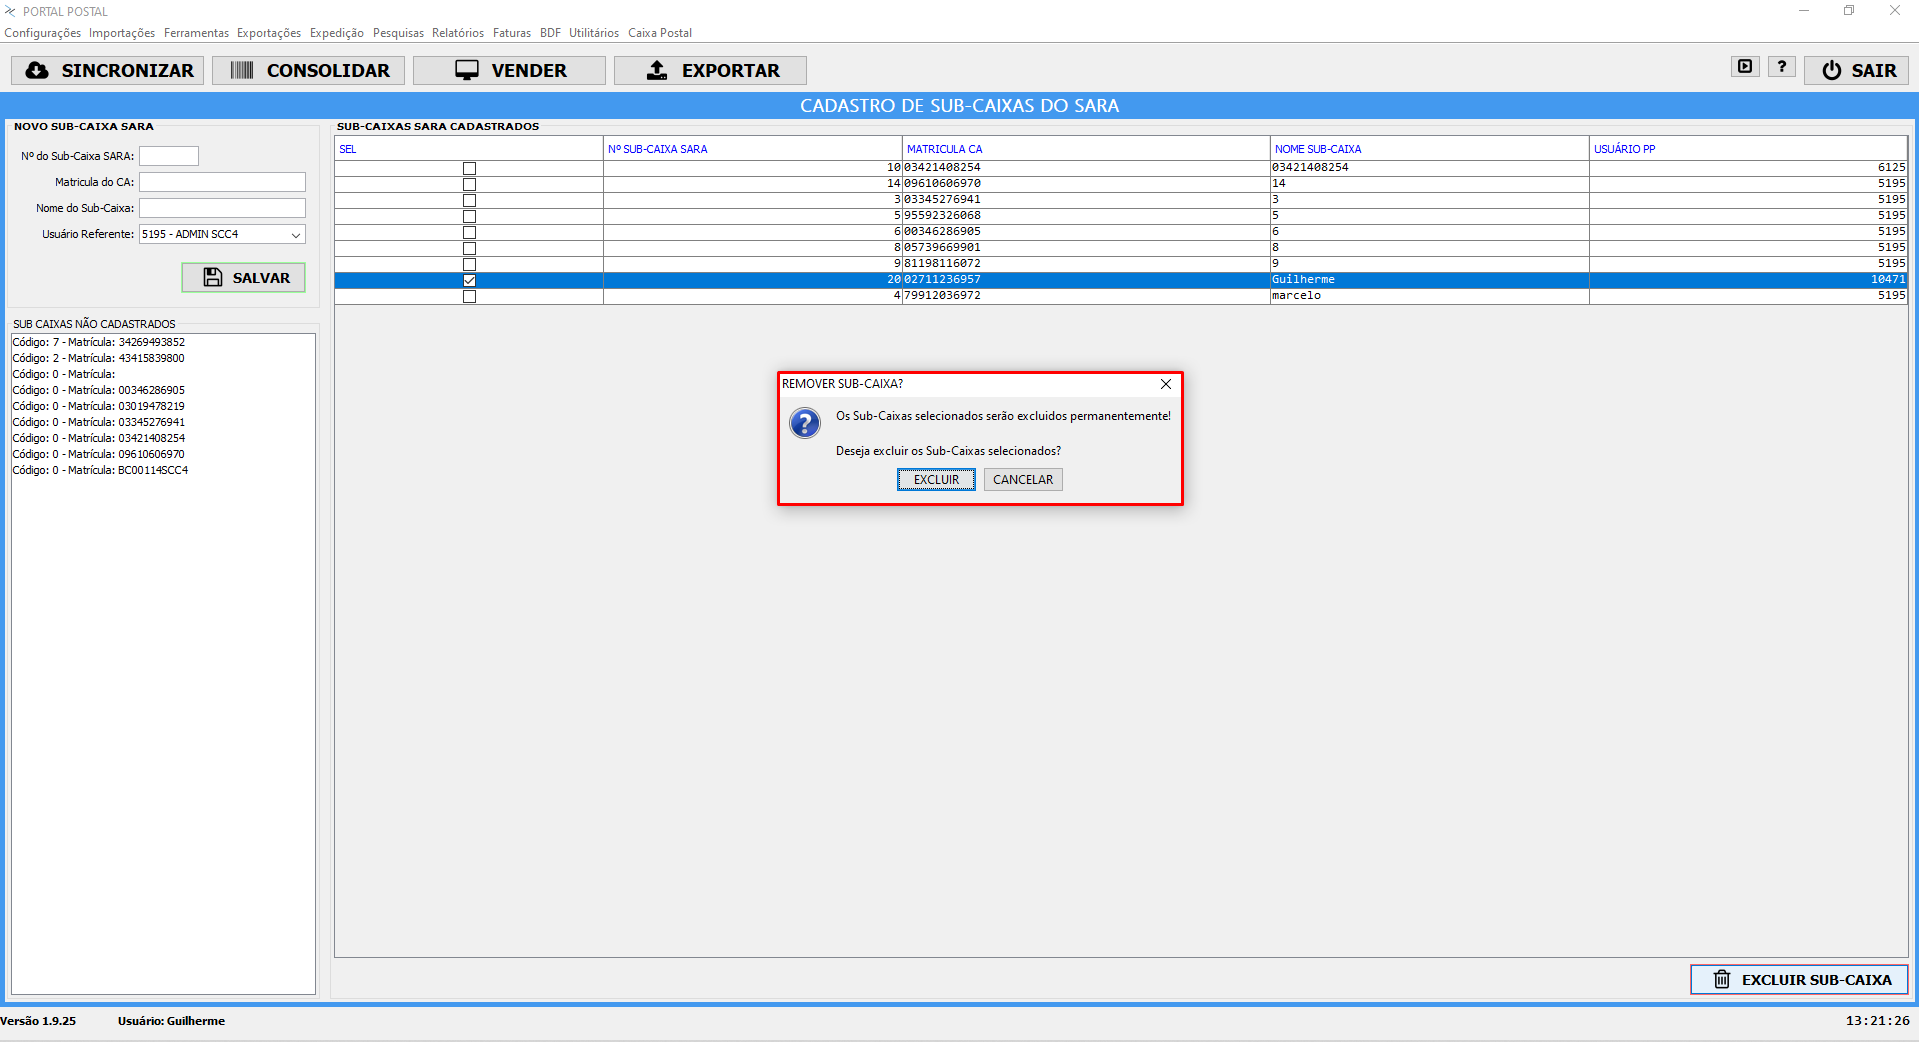 PORTAL POSTAL
Configurações Importações Ferramentas Exportações Expedição Pesquisas Relatórios Faturas BDF Utilitários Caixa Postal
SINCRONIZAR CONSOLIDAR VENDER EXPORTAR ? SAIR
CADASTRO DE SUB-CAIXAS DO SARA
NOVO SUB-CAIXA SARA
Nº do Sub-Caixa SARA:
Matricula do CA:
Nome do Sub-Caixa:
Usuário Referente: 5195 - ADMIN SCC4
SALVAR
SUB CAIXAS NÃO CADASTRADOS
Código: 7 - Matrícula: 34269493852
Código: 2 - Matrícula: 43415839800
Código: 0 - Matrícula:
Código: 0 - Matrícula: 00346286905
Código: 0 - Matrícula: 03019478219
Código: 0 - Matrícula: 03345276941
Código: 0 - Matrícula: 03421408254
Código: 0 - Matrícula: 09610606970
Código: 0 - Matrícula: BC00114SCC4
SUB-CAIXAS SARA CADASTRADOS
SEL Nº SUB-CAIXA SARA MATRICULA CA NOME SUB-CAIXA USUÁRIO PP
10 03421408254 03421408254 6125
14 09610606970 14 5195
3 03345276941 3 5195
5 95592326068 5 5195
6 00346286905 6 5195
8 05739669901 8 5195
9 81198116072 9 5195
20 02711236957 Guilherme 10471
4 79912036972 marcelo 5195
REMOVER SUB-CAIXA?
Os Sub-Caixas selecionados serão excluidos permanentemente!
Deseja excluir os Sub-Caixas selecionados?
EXCLUIR CANCELAR
EXCLUIR SUB-CAIXA
Versão 1.9.25 Usuário: Guilherme 13:21:26